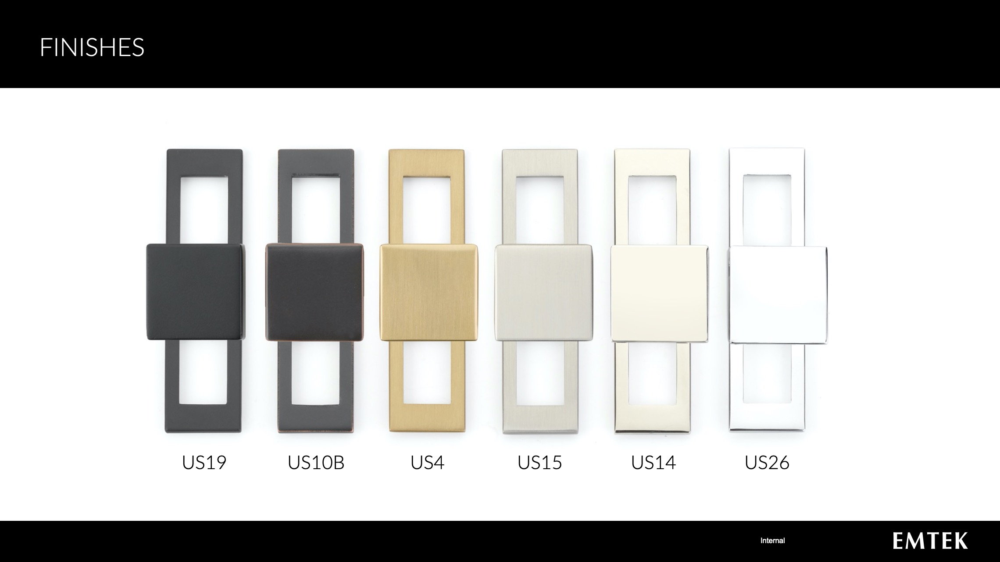 FINISHES
US19
US10B
US4
US15
US14
US26
Internal
EMTEK